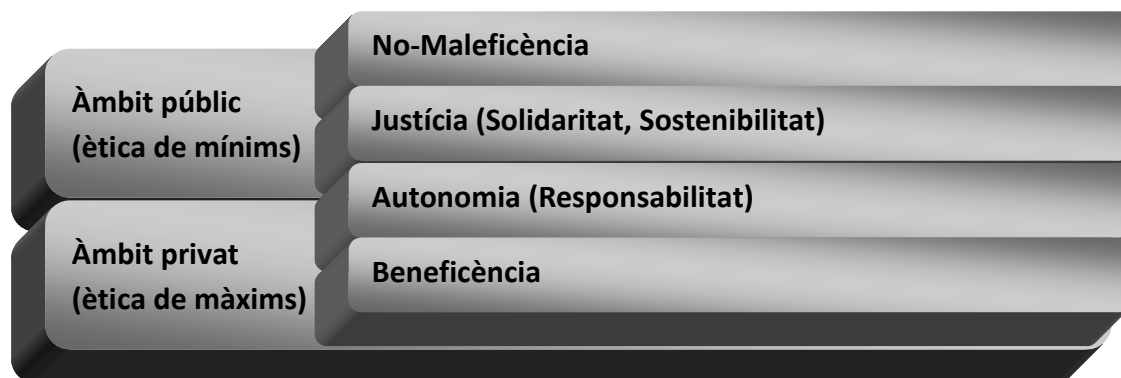 Àmbit públic
(ètica de mínims)
No-Maleficència
Justícia (Solidaritat, Sostenibilitat)
Àmbit privat
(ètica de màxims)
Autonomia (Responsabilitat)
Beneficència